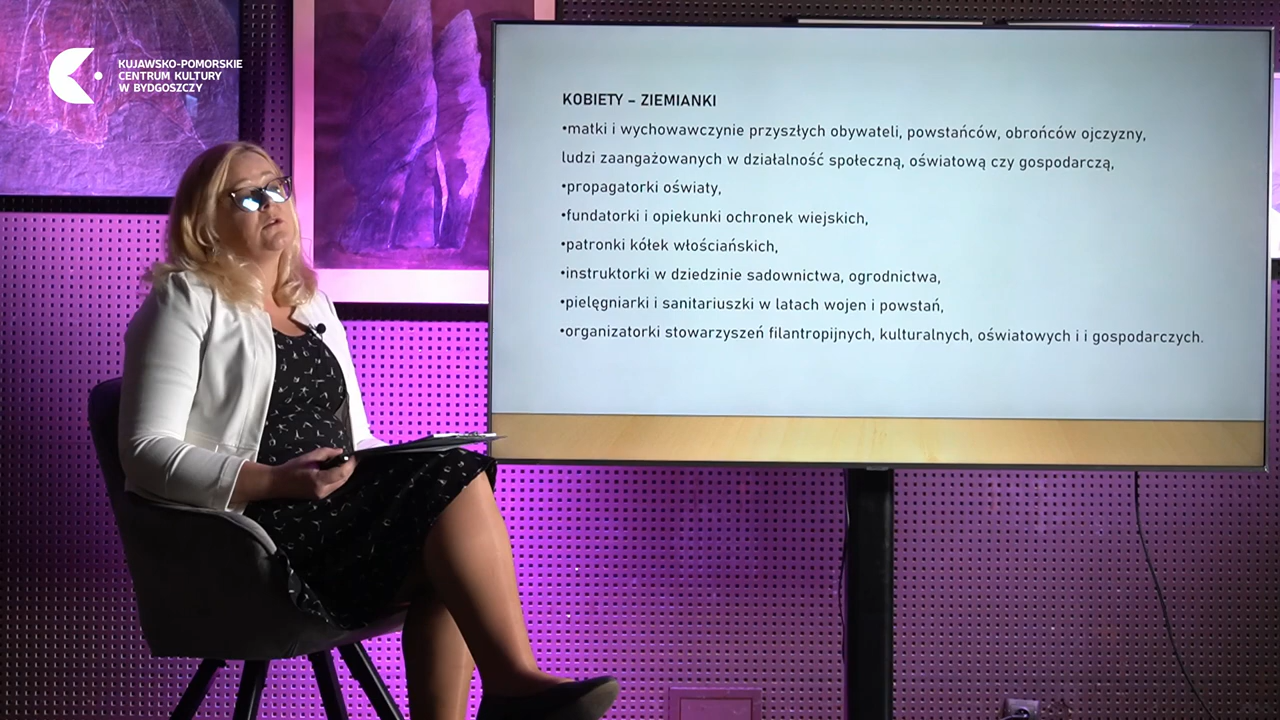 KUJAWSKO-POMORSKIE
CENTRUM KULTURY
W BYDGOSZCZY
KOBIETY – ZIEMIANKI
•matki i wychowawczynie przyszłych obywateli, powstańców, obrońców ojczyzny,
ludzi zaangażowanych w działalność społeczną, oświatową czy gospodarczą,
•propagatorki oświaty,
•fundatorki i opiekunki ochronek wiejskich,
•patronki kółek włościańskich,
•instruktorki w dziedzinie sadownictwa, ogrodnictwa,
•pielęgniarki i sanitariuszki w latach wojen i powstań,
•organizatorki stowarzyszeń filantropijnych, kulturalnych, oświatowych i i gospodarczych.